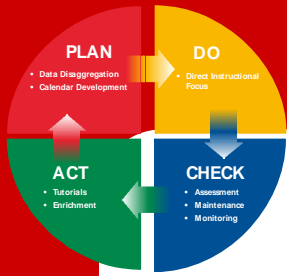 PLAN
• Data Disaggregation
• Calendar Development
DO
• Direct Instructional
Focus
ACT
• Tutorials
• Enrichment
CHECK
• Assessment
• Maintenance
• Monitoring